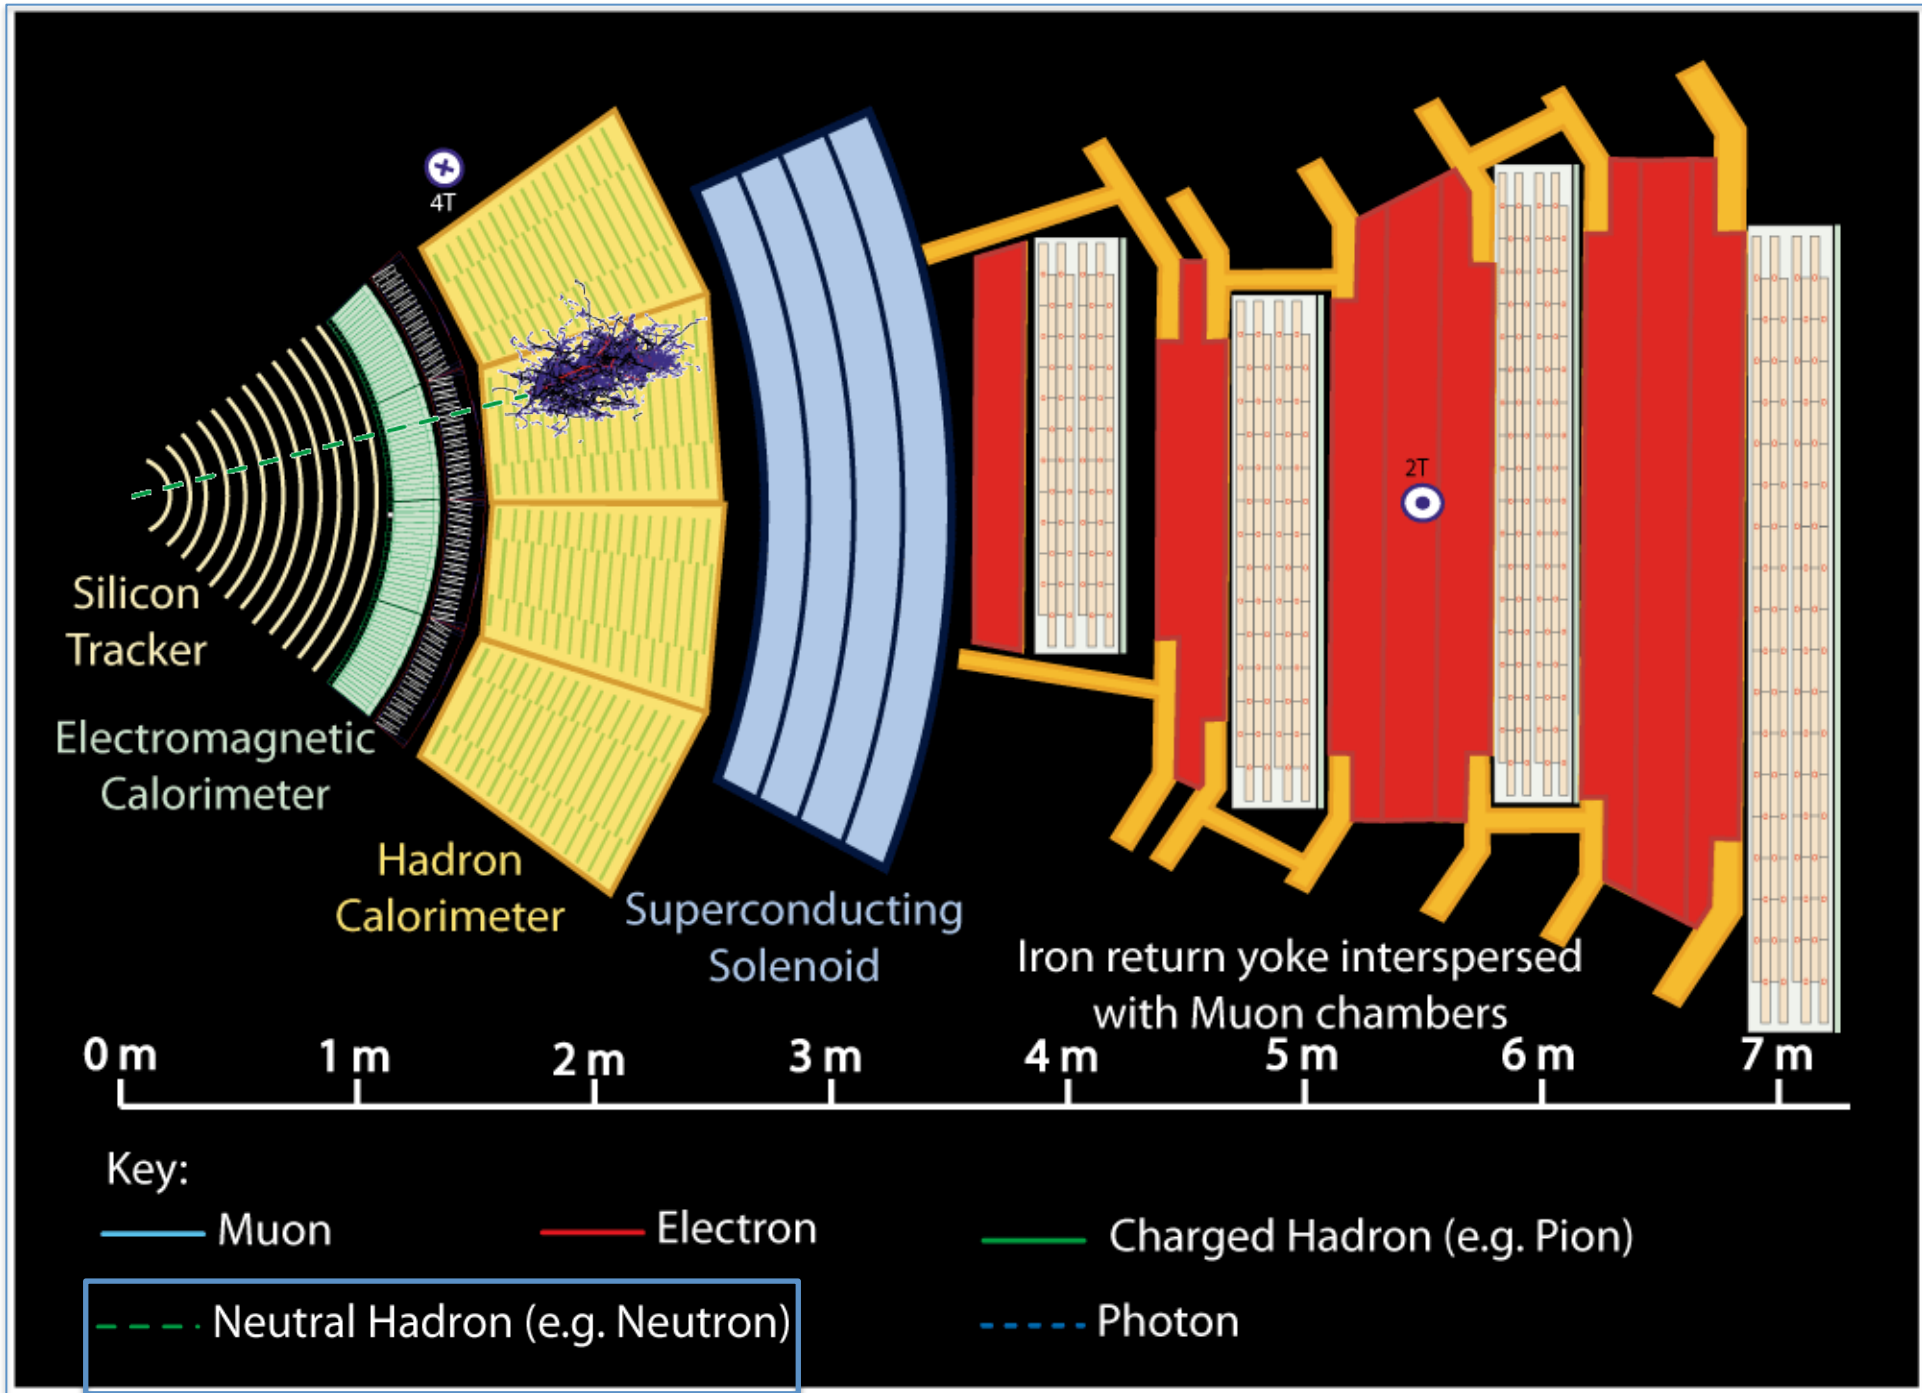 4T
2T
Silicon
Tracker
Electromagnetic
Calorimeter
Hadron
Calorimeter
Superconducting
Solenoid
Iron return yoke interspersed
with Muon chambers
0 m 1 m 2 m 3 m 4 m 5 m 6 m 7 m
Key:
Muon Electron Charged Hadron (e.g. Pion)
Neutral Hadron (e.g. Neutron) Photon